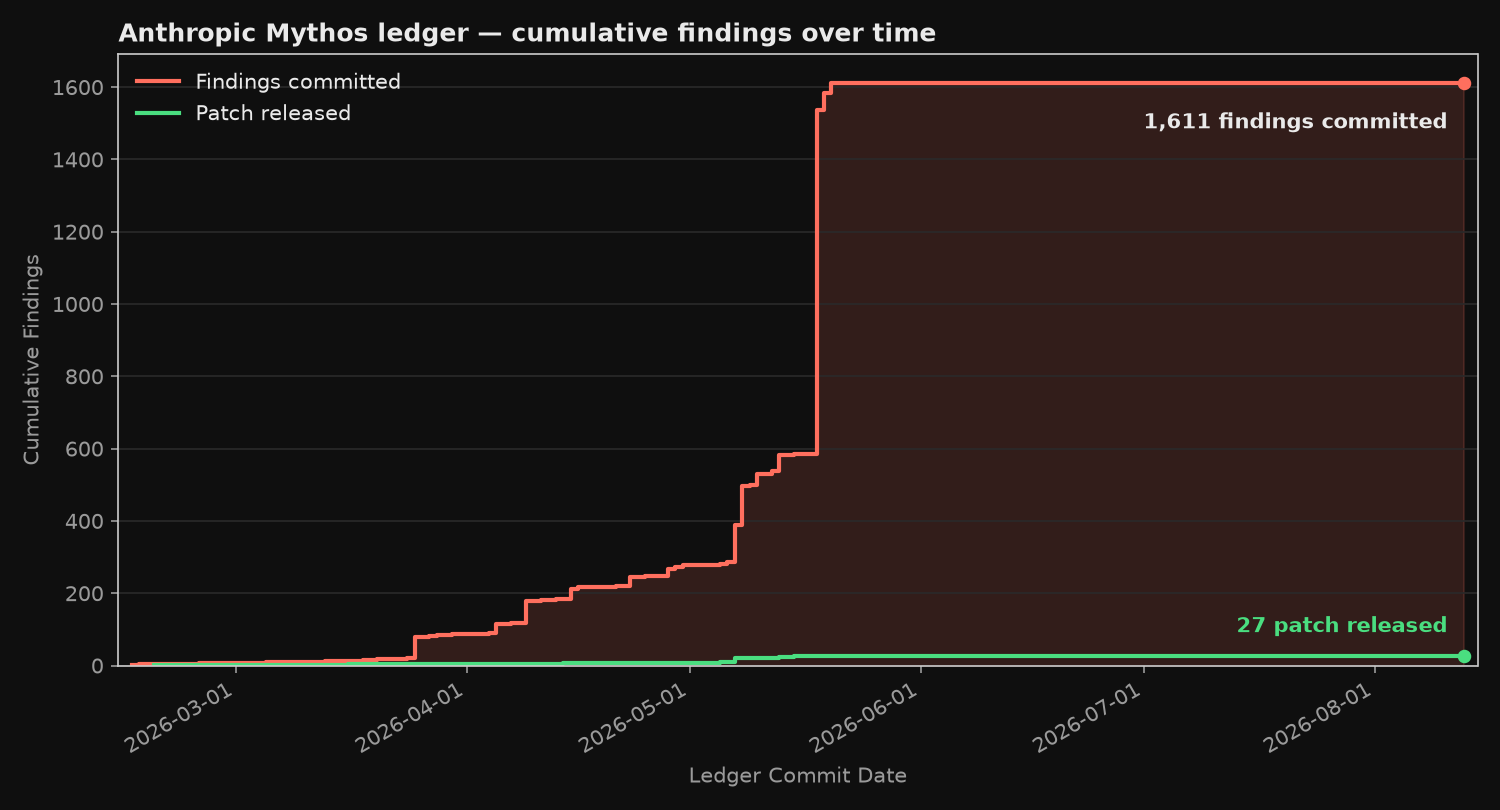 Anthropic Mythos ledger — cumulative findings over time
Findings committed
Patch released
1600
1400
1200
1000
800
600
400
200
0
Cumulative Findings
1,611 findings committed
27 patch released
2026-03-01
2026-04-01
2026-05-01
2026-06-01
2026-07-01
2026-08-01
Ledger Commit Date